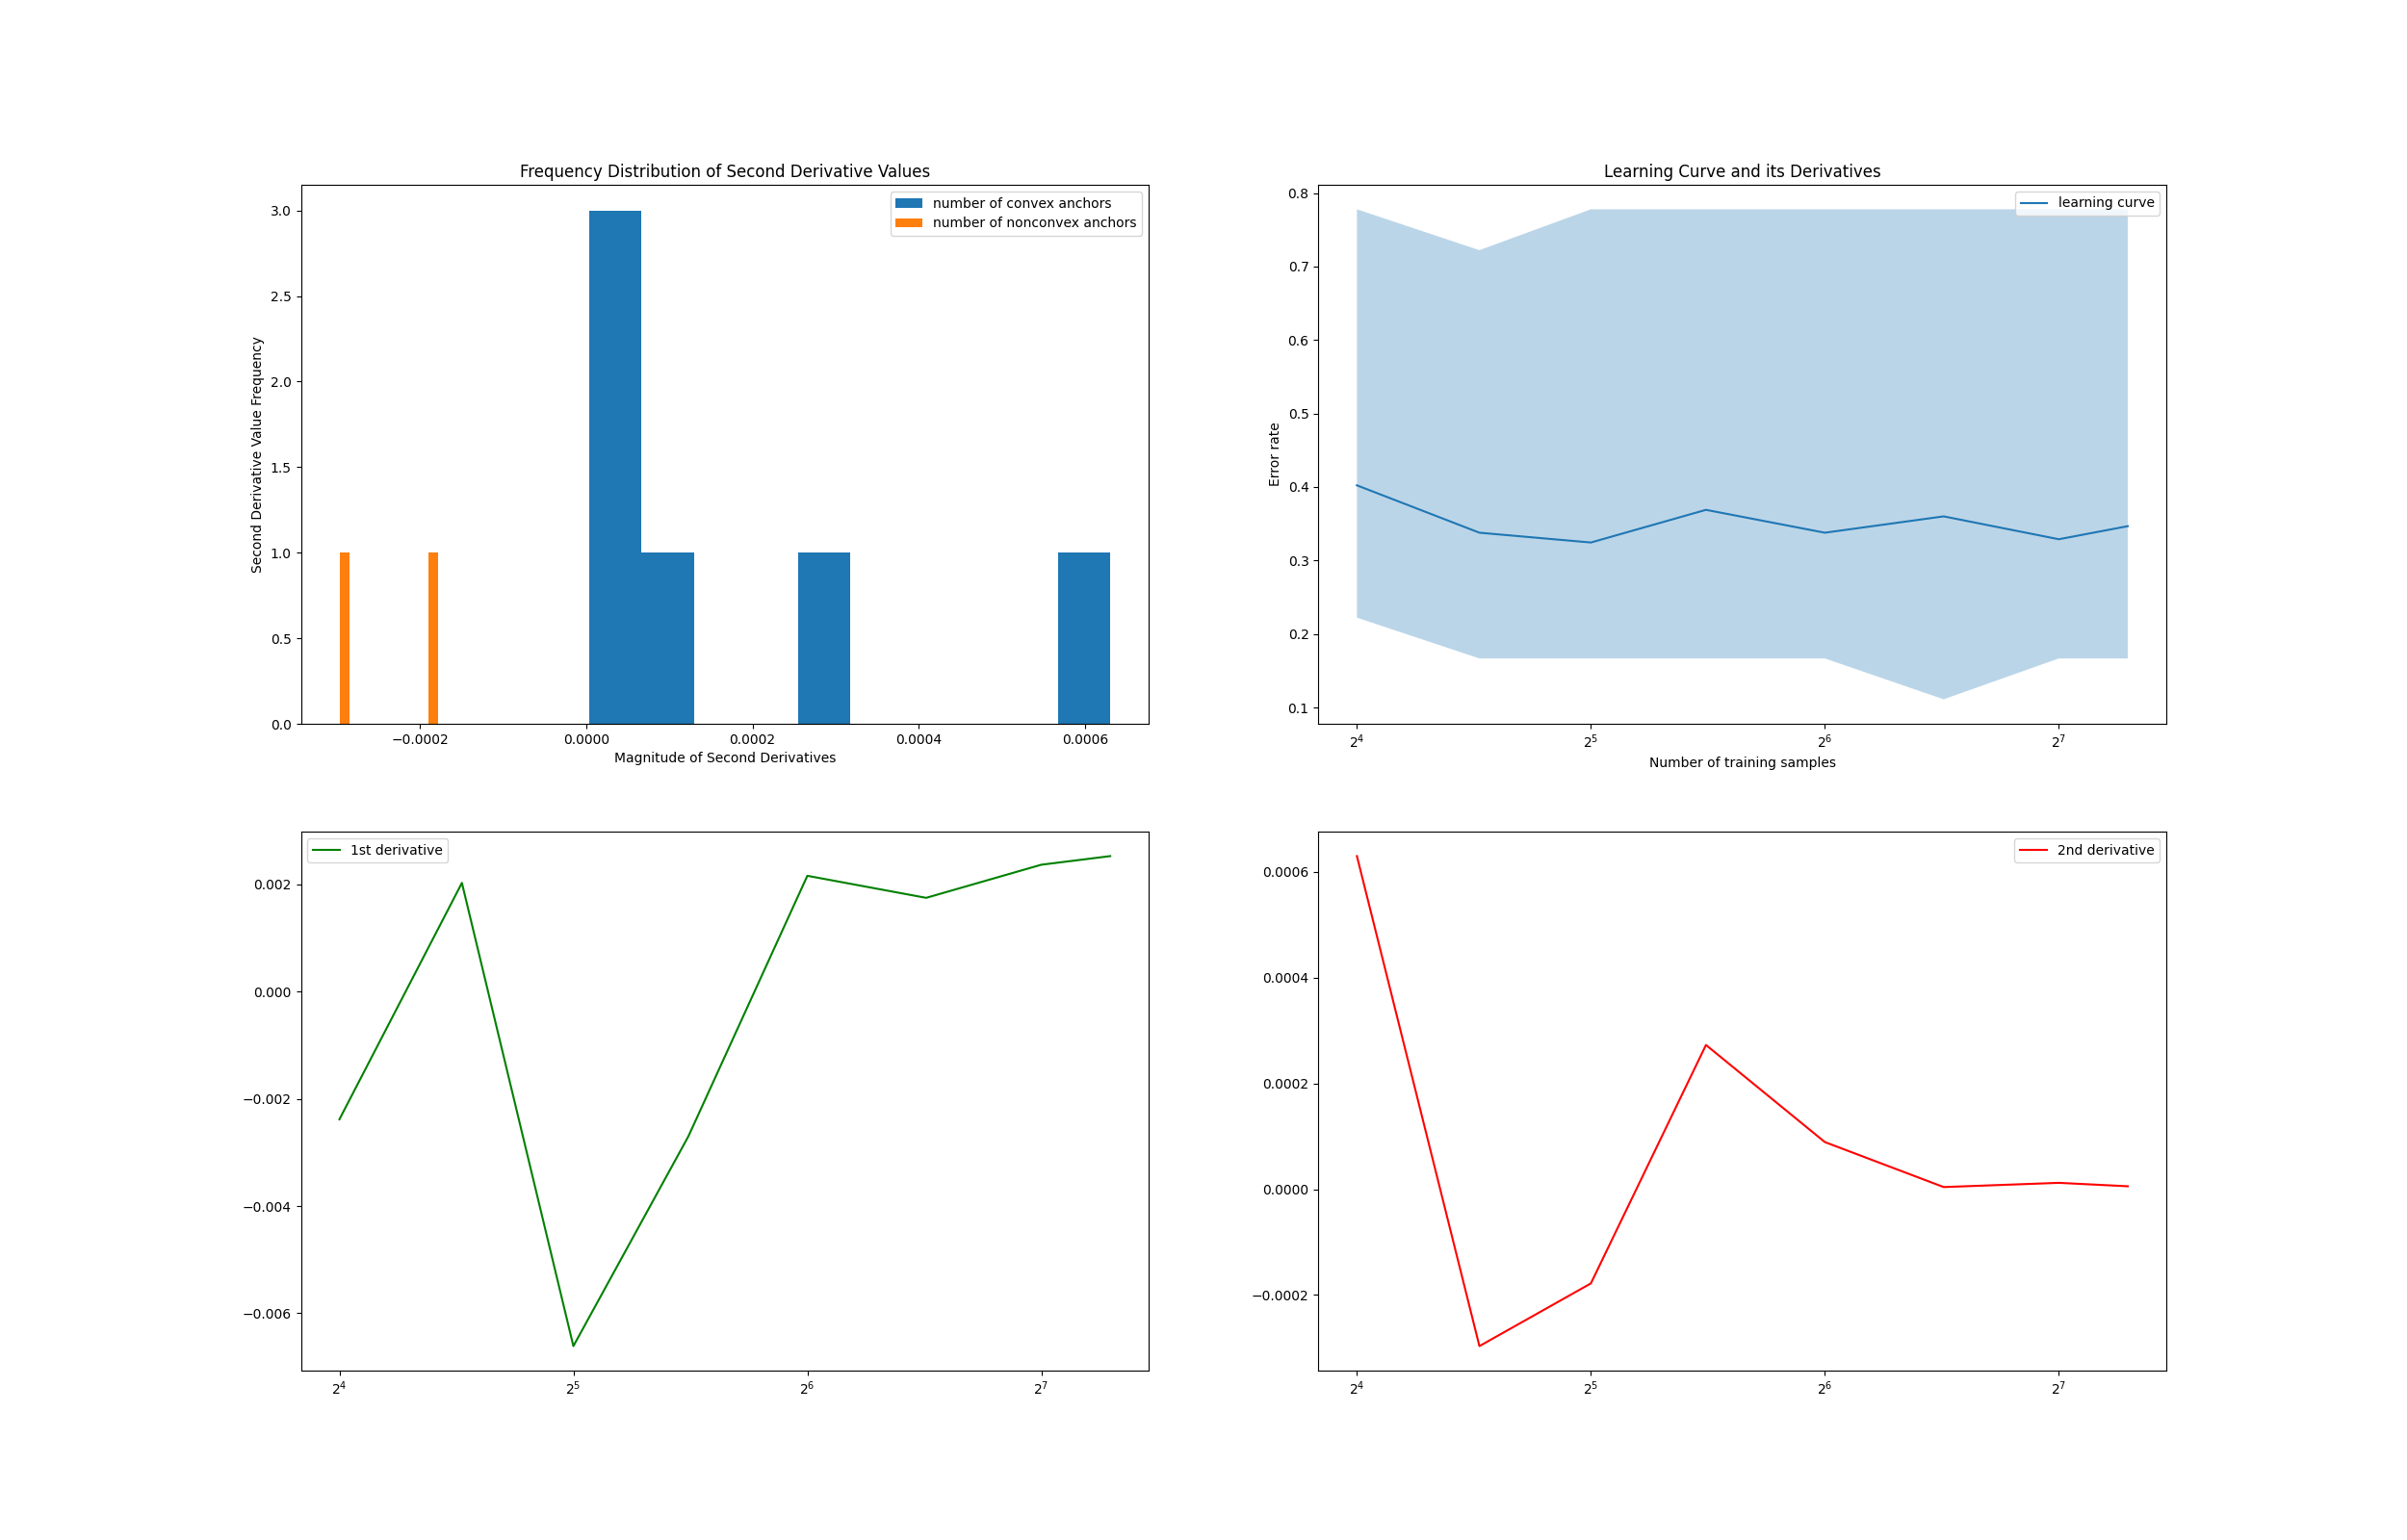 Frequency Distribution of Second Derivative Values
number of convex anchors
number of nonconvex anchors
Second Derivative Value Frequency
3.0
2.5
2.0
1.5
1.0
0.5
0.0
−0.0002 0.0000 0.0002 0.0004 0.0006
Magnitude of Second Derivatives
Learning Curve and its Derivatives
learning curve
Error rate
0.8
0.7
0.6
0.5
0.4
0.3
0.2
0.1
2⁴ 2⁵ 2⁶ 2⁷
Number of training samples
1st derivative
0.002
0.000
−0.002
−0.004
−0.006
2⁴ 2⁵ 2⁶ 2⁷
2nd derivative
0.0006
0.0004
0.0002
0.0000
−0.0002
2⁴ 2⁵ 2⁶ 2⁷